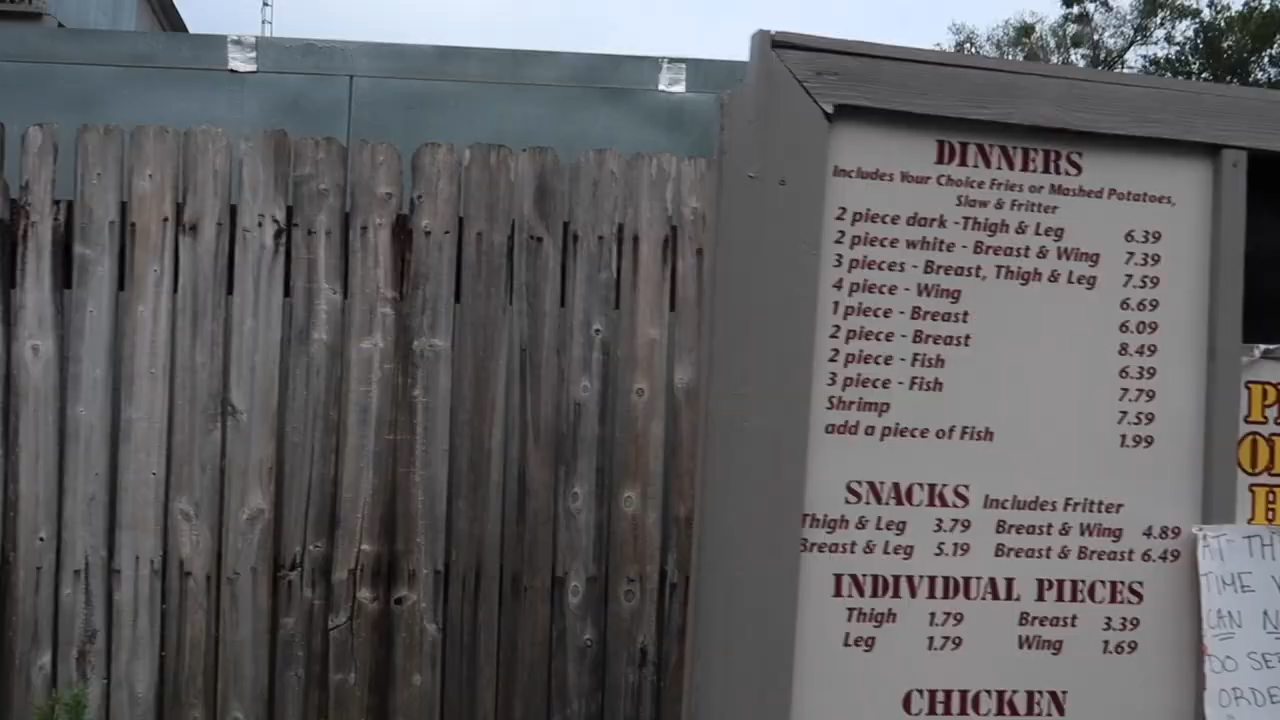 DINNERS
Includes Your Choice Fries or Mashed Potatoes,
Slaw & Fritter
2 piece dark -Thigh & Leg 6.39
2 piece white - Breast & Wing 7.39
3 pieces - Breast, Thigh & Leg 7.59
4 piece - Wing 6.69
1 piece - Breast 6.09
2 piece - Breast 8.49
2 piece - Fish 6.39
3 piece - Fish 7.79
Shrimp 7.59
add a piece of Fish 1.99
SNACKS Includes Fritter
Thigh & Leg 3.79 Breast & Wing 4.89
Breast & Leg 5.19 Breast & Breast 6.49
INDIVIDUAL PIECES
Thigh 1.79 Breast 3.39
Leg 1.79 Wing 1.69
CHICKEN
AT
TIME
CAN
DO
ORDE